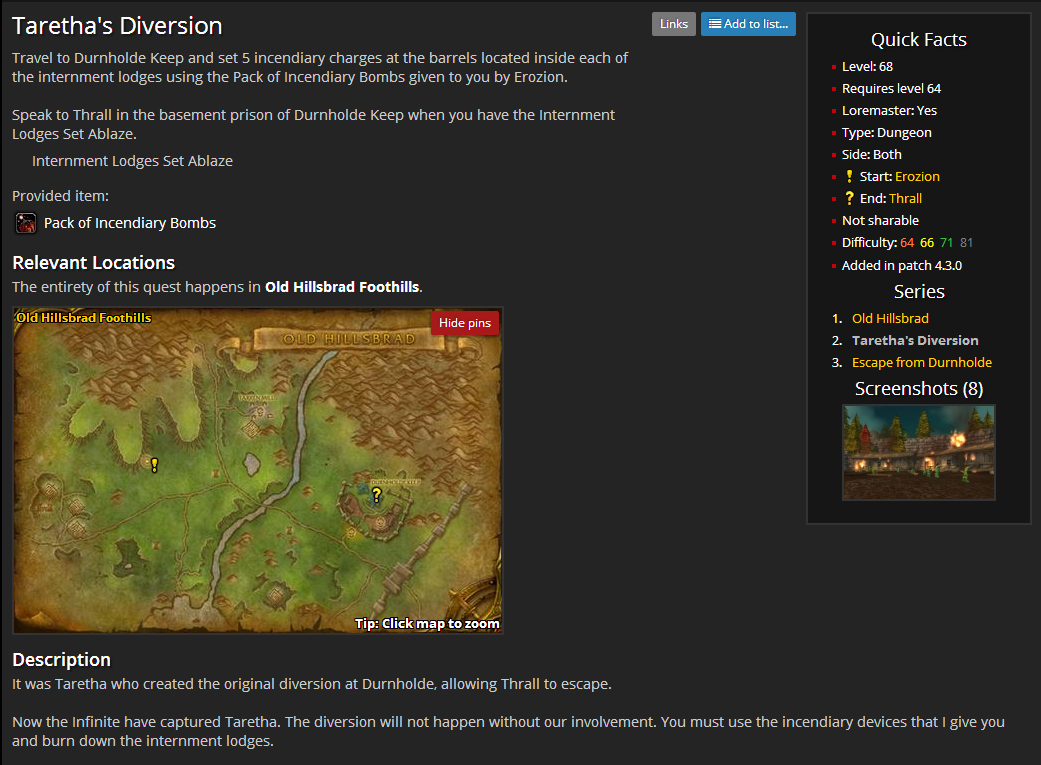 Taretha's Diversion
Links
Add to list...
Travel to Durnholde Keep and set 5 incendiary charges at the barrels located inside each of
the internment lodges using the Pack of Incendiary Bombs given to you by Erozion.
Speak to Thrall in the basement prison of Durnholde Keep when you have the Internment
Lodges Set Ablaze.
Internment Lodges Set Ablaze
Provided item:
Pack of Incendiary Bombs
Relevant Locations
The entirety of this quest happens in Old Hillsbrad Foothills.
Old Hillsbrad Foothills
Hide pins
OLD HILLSBRAD
TARREN MILL
DURNHOLDE KEEP
Tip: Click map to zoom
Description
It was Taretha who created the original diversion at Durnholde, allowing Thrall to escape.
Now the Infinite have captured Taretha. The diversion will not happen without our involvement. You must use the incendiary devices that I give you
and burn down the internment lodges.
Quick Facts
Level: 68
Requires level 64
Loremaster: Yes
Type: Dungeon
Side: Both
! Start: Erozion
? End: Thrall
Not sharable
Difficulty: 64 66 71 81
Added in patch 4.3.0
Series
1. Old Hillsbrad
2. Taretha's Diversion
3. Escape from Durnholde
Screenshots (8)